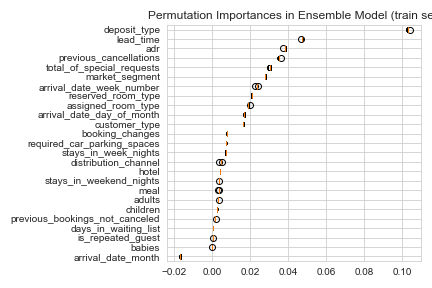 Permutation Importances in Ensemble Model (train se
deposit_type
lead_time
adr
previous_cancellations
total_of_special_requests
market_segment
arrival_date_week_number
reserved_room_type
assigned_room_type
arrival_date_day_of_month
customer_type
booking_changes
required_car_parking_spaces
stays_in_week_nights
distribution_channel
hotel
stays_in_weekend_nights
meal
adults
children
previous_bookings_not_canceled
days_in_waiting_list
is_repeated_guest
babies
arrival_date_month
−0.02 0.00 0.02 0.04 0.06 0.08 0.10